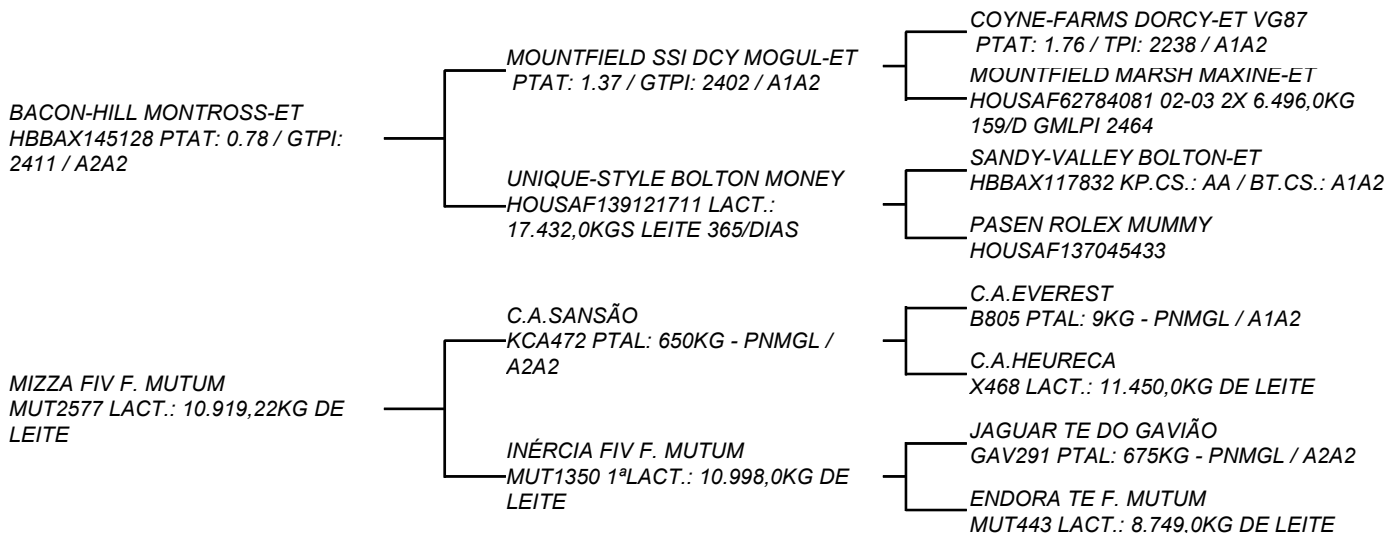 BACON-HILL MONTROSS-ET
HBBAX145128 PTAT: 0.78 / GTPI:
2411 / A2A2
MIZZA FIV F. MUTUM
MUT2577 LACT.: 10.919,22KG DE
LEITE
MOUNTFIELD SSI DCY MOGUL-ET
PTAT: 1.37 / GTPI: 2402 / A1A2
UNIQUE-STYLE BOLTON MONEY
HOUSAF139121711 LACT.:
17.432,0KGS LEITE 365/DIAS
C.A.SANSÃO
KCA472 PTAL: 650KG - PNMGL /
A2A2
INÉRCIA FIV F. MUTUM
MUT1350 1ªLACT.: 10.998,0KG DE
LEITE
COYNE-FARMS DORCY-ET VG87
PTAT: 1.76 / TPI: 2238 / A1A2
MOUNTFIELD MARSH MAXINE-ET
HOUSAF62784081 02-03 2X 6.496,0KG
159/D GMLPI 2464
SANDY-VALLEY BOLTON-ET
HBBAX117832 KP.CS.: AA / BT.CS.: A1A2
PASEN ROLEX MUMMY
HOUSAF137045433
C.A.EVEREST
B805 PTAL: 9KG - PNMGL / A1A2
C.A.HEURECA
X468 LACT.: 11.450,0KG DE LEITE
JAGUAR TE DO GAVIÃO
GAV291 PTAL: 675KG - PNMGL / A2A2
ENDORA TE F. MUTUM
MUT443 LACT.: 8.749,0KG DE LEITE